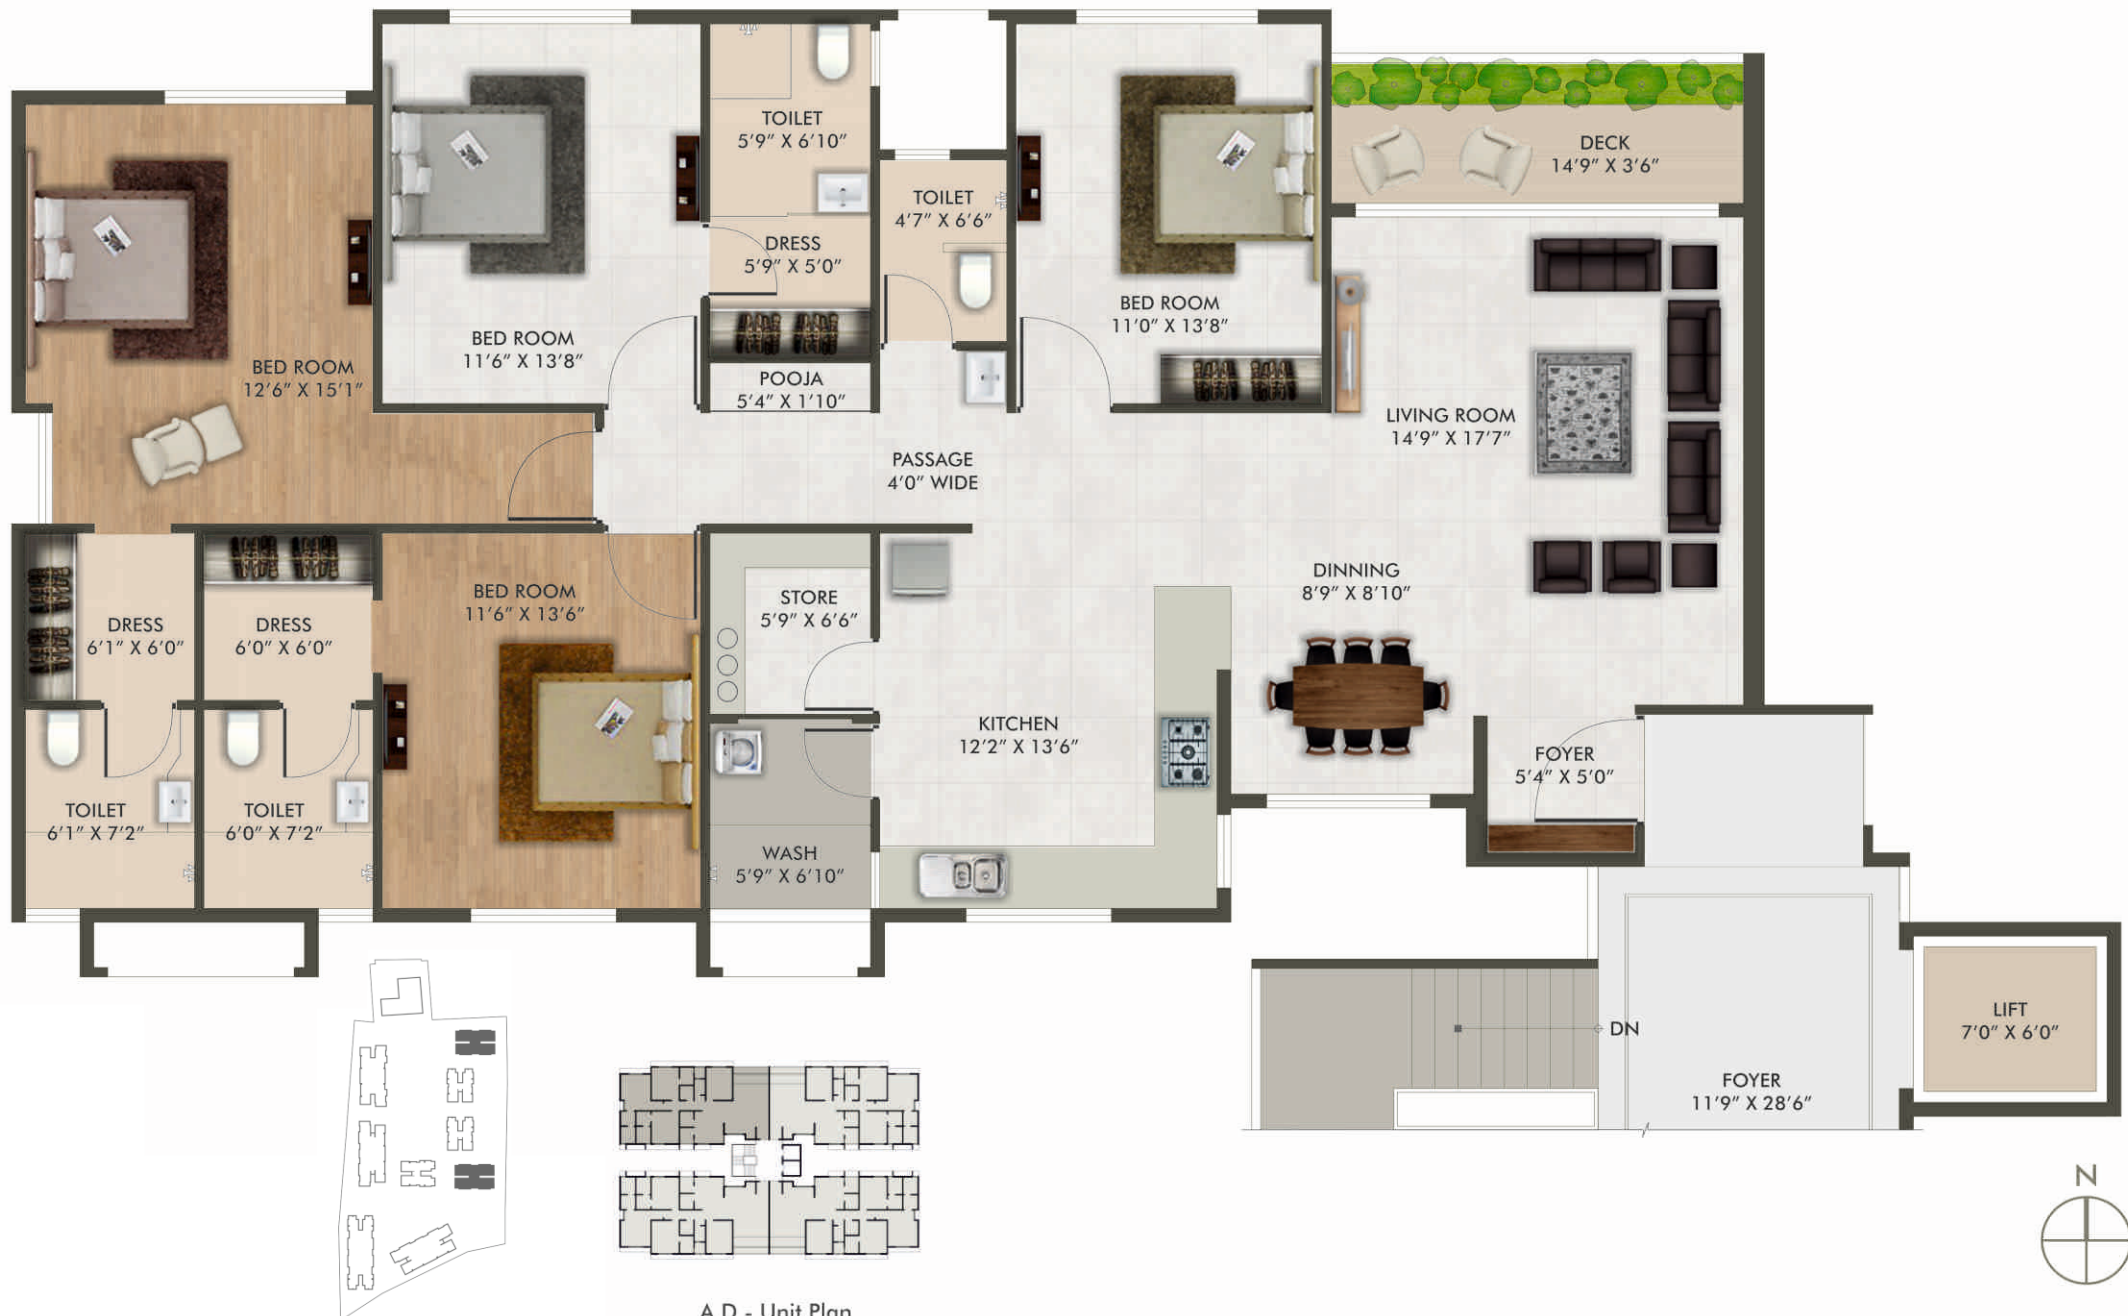 TOILET
5'9" X 6'10"
DECK
14'9" X 3'6"
TOILET
4'7" X 6'6"
DRESS
5'9" X 5'0"
BED ROOM
11'0" X 13'8"
BED ROOM
11'6" X 13'8"
BED ROOM
12'6" X 15'1"
POOJA
5'4" X 1'10"
LIVING ROOM
14'9" X 17'7"
PASSAGE
4'0" WIDE
DINNING
8'9" X 8'10"
BED ROOM
11'6" X 13'6"
STORE
5'9" X 6'6"
DRESS
6'1" X 6'0"
DRESS
6'0" X 6'0"
KITCHEN
12'2" X 13'6"
FOYER
5'4" X 5'0"
TOILET
6'1" X 7'2"
TOILET
6'0" X 7'2"
WASH
5'9" X 6'10"
LIFT
7'0" X 6'0"
DN
FOYER
11'9" X 28'6"
N
A,D - Unit Plan